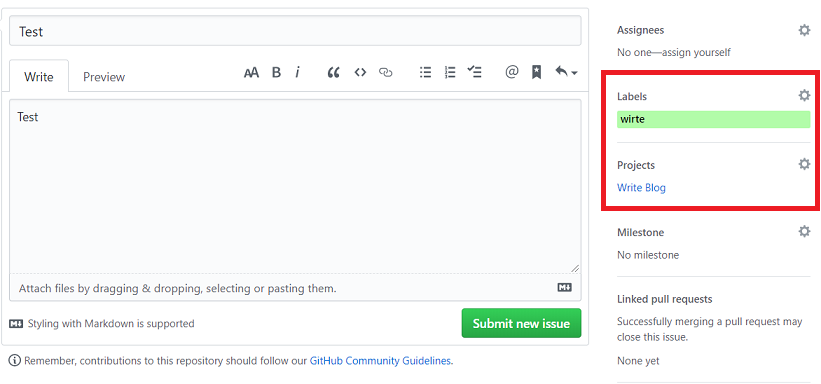 Test
Write
Preview
AA B i
@
Test
Attach files by dragging & dropping, selecting or pasting them.
Styling with Markdown is supported
Submit new issue
Remember, contributions to this repository should follow our GitHub Community Guidelines.
Assignees
No one—assign yourself
Labels
wirte
Projects
Write Blog
Milestone
No milestone
Linked pull requests
Successfully merging a pull request may
close this issue.
None yet